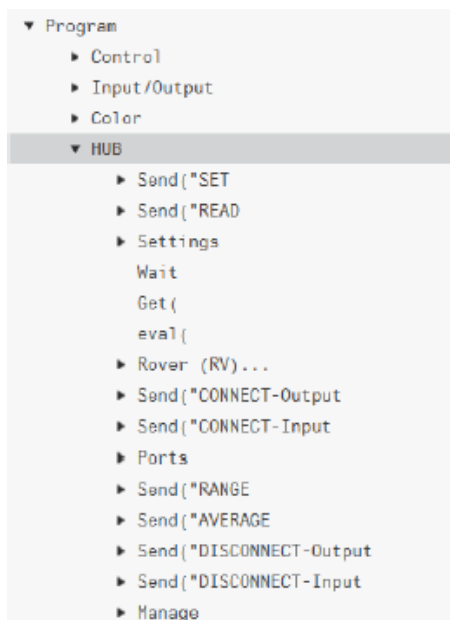 Program
Control
Input/Output
Color
HUB
Send("SET
Send("READ
Settings
Wait
Get(
eval(
Rover (RV)...
Send("CONNECT-Output
Send("CONNECT-Input
Ports
Send("RANGE
Send("AVERAGE
Send("DISCONNECT-Output
Send("DISCONNECT-Input
Manage